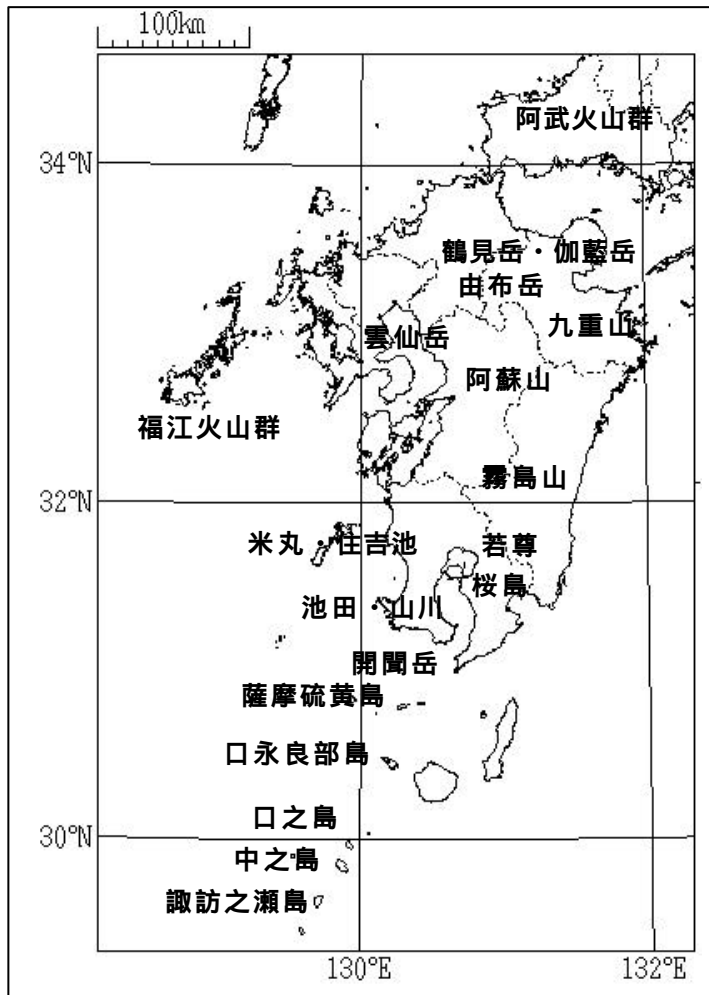 100km
阿武火山群
34°N
鶴見岳・伽藍岳
由布岳
九重山
雲仙岳
阿蘇山
福江火山群
霧島山
32°N
米丸・住吉池
若尊
桜島
池田・山川
開聞岳
薩摩硫黄島
口永良部島
口之島
30°N
中之島
諏訪之瀬島
130°E
132°E